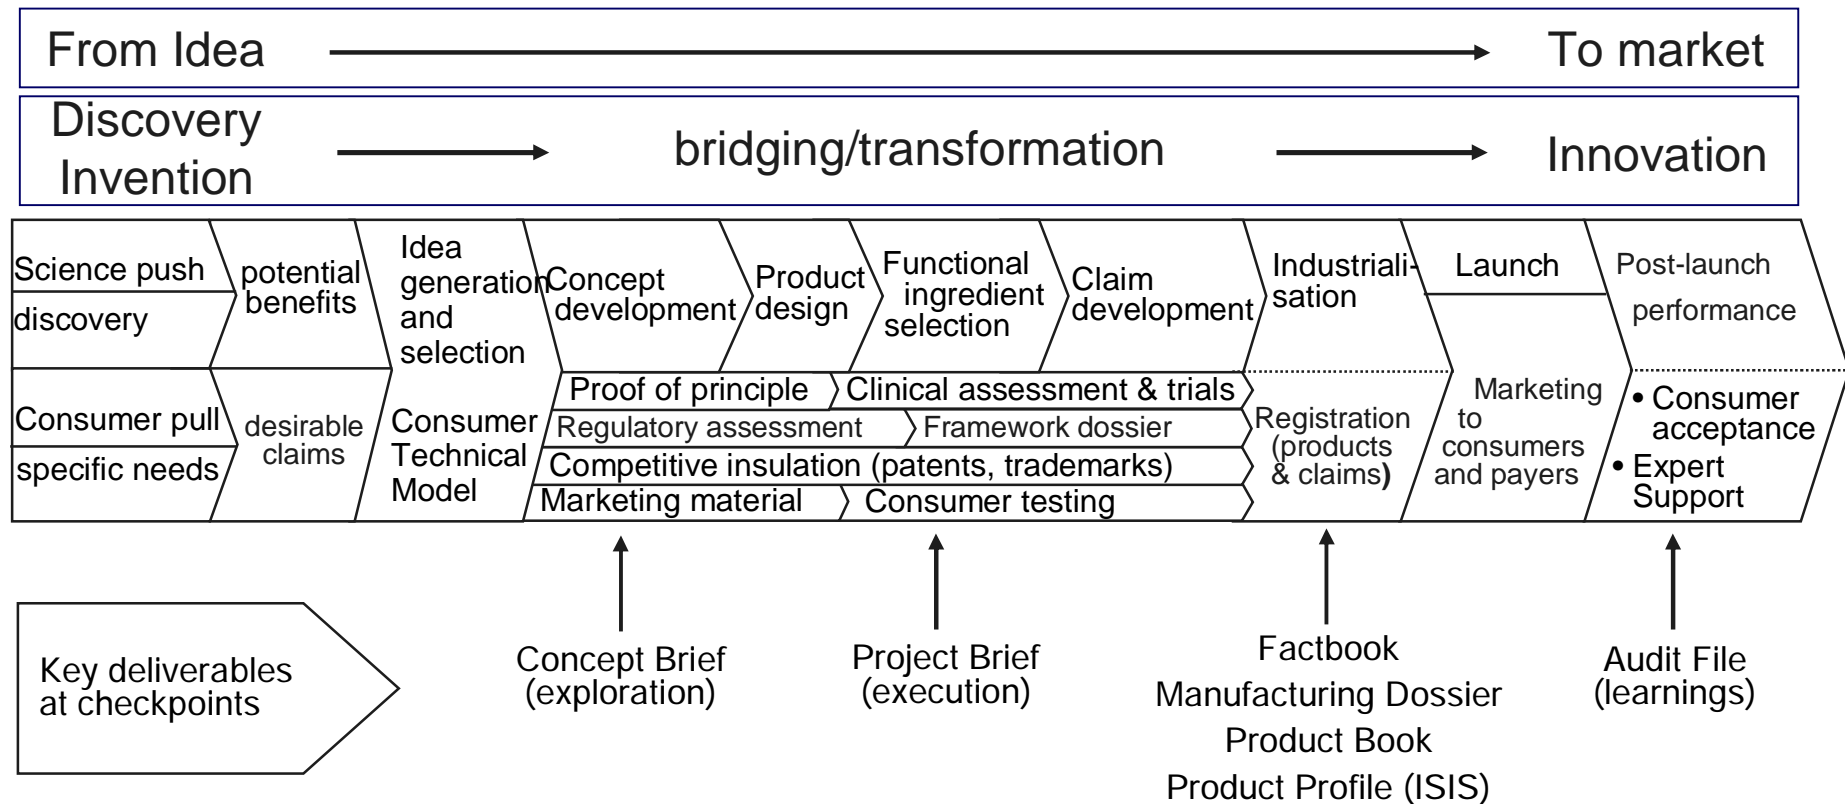 From Idea
To market
Discovery
Invention
bridging/transformation
Innovation
Science push
discovery
potential
benefits
Idea
generation
and
selection
Concept
development
Product
design
Functional
ingredient
selection
Claim
development
Industriali-
sation
Launch
Post-launch
performance
Consumer pull
specific needs
desirable
claims
Consumer
Technical
Model
Proof of principle
Clinical assessment & trials
Regulatory assessment
Framework dossier
Competitive insulation (patents, trademarks)
Marketing material
Consumer testing
Registration
(products
& claims)
Marketing
to
consumers
and payers
• Consumer
acceptance
• Expert
Support
Key deliverables
at checkpoints
Concept Brief
(exploration)
Project Brief
(execution)
Factbook
Manufacturing Dossier
Product Book
Product Profile (ISIS)
Audit File
(learnings)